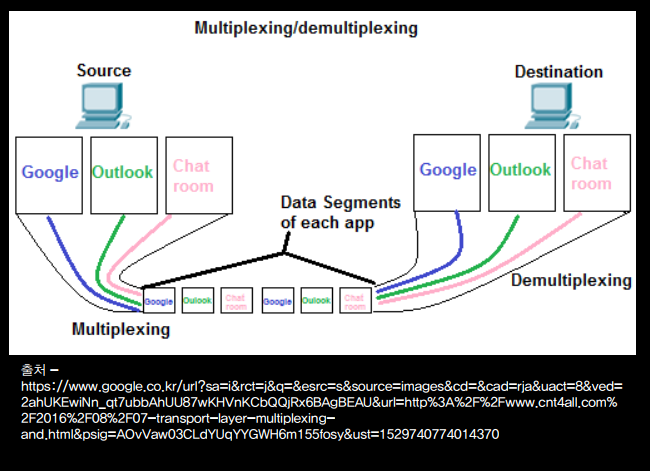 Multiplexing/demultiplexing
Source
Destination
Google
Outlook
Chat
room
Google
Outlook
Chat
room
Data Segments
of each app
Google
Outlook
Chat
room
Google
Outlook
Chat
room
Multiplexing
Demultiplexing
출처 -
https://www.google.co.kr/url?sa=i&rct=j&q=&esrc=s&source=images&cd=&cad=rja&uact=8&ved=
2ahUKEwiNn_qt7ubbAhUU87wKHVnKCbQQjRx6BAgBEAU&url=http%3A%2F%2Fwww.cnt4all.com%
2F2016%2F08%2F07-transport-layer-multiplexing-
and.html&psig=AOvVaw03CLdYUqYYGWH6m155fosy&ust=1529740774014370